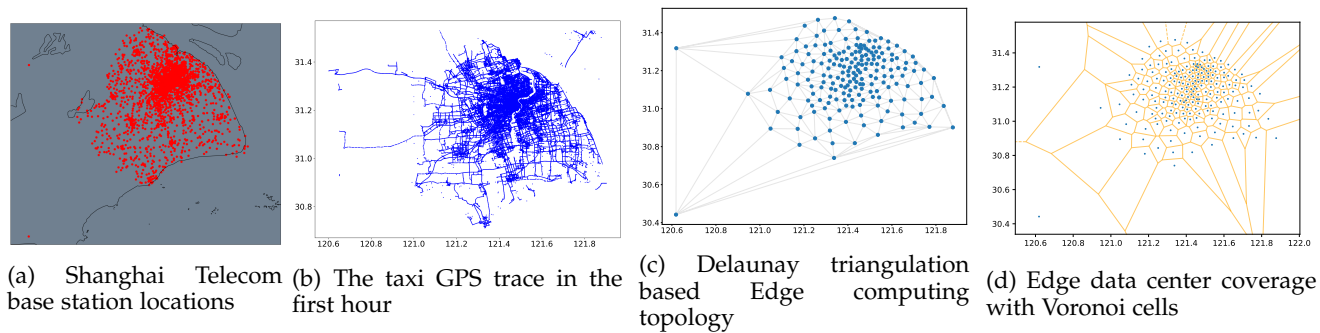 31.4
31.2
31.0
30.8
120.6 120.8 121.0 121.2 121.4 121.6 121.8
31.4
31.2
31.0
30.8
30.6
30.4
120.6 120.8 121.0 121.2 121.4 121.6 121.8
31.4
31.2
31.0
30.8
30.6
30.4
120.6 120.8 121.0 121.2 121.4 121.6 121.8 122.0
(a) Shanghai Telecom
base station locations
(b) The taxi GPS trace in the
first hour
(c) Delaunay triangulation
based Edge computing
topology
(d) Edge data center coverage
with Voronoi cells